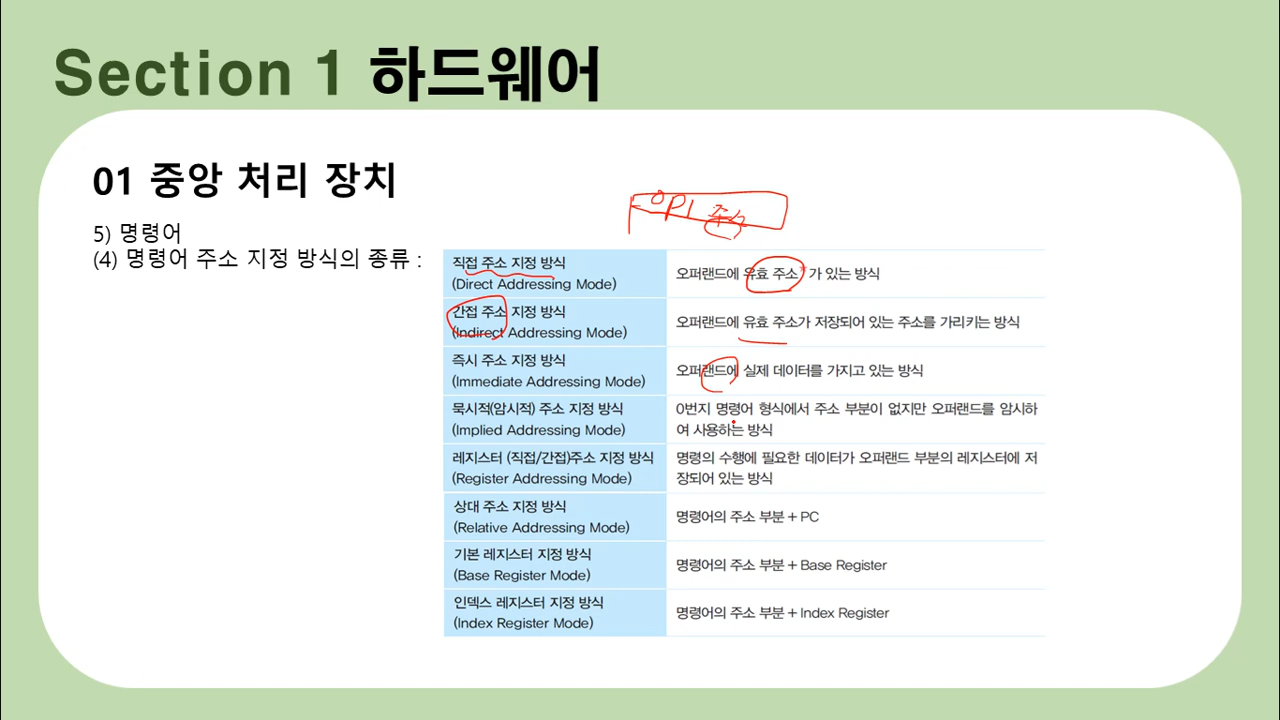 Section 1 하드웨어
01 중앙 처리 장치
5) 명령어
(4) 명령어 주소 지정 방식의 종류 :
OP 주소
직접 주소 지정 방식
(Direct Addressing Mode)
오퍼랜드에 유효 주소*가 있는 방식
간접 주소 지정 방식
(Indirect Addressing Mode)
오퍼랜드에 유효 주소가 저장되어 있는 주소를 가리키는 방식
즉시 주소 지정 방식
(Immediate Addressing Mode)
오퍼랜드에 실제 데이터를 가지고 있는 방식
묵시적(암시적) 주소 지정 방식
(Implied Addressing Mode)
0번지 명령어 형식에서 주소 부분이 없지만 오퍼랜드를 암시하
여 사용하는 방식
레지스터 (직접/간접)주소 지정 방식
(Register Addressing Mode)
명령의 수행에 필요한 데이터가 오퍼랜드 부분의 레지스터에 저
장되어 있는 방식
상대 주소 지정 방식
(Relative Addressing Mode)
명령어의 주소 부분 + PC
기본 레지스터 지정 방식
(Base Register Mode)
명령어의 주소 부분 + Base Register
인덱스 레지스터 지정 방식
(Index Register Mode)
명령어의 주소 부분 + Index Register